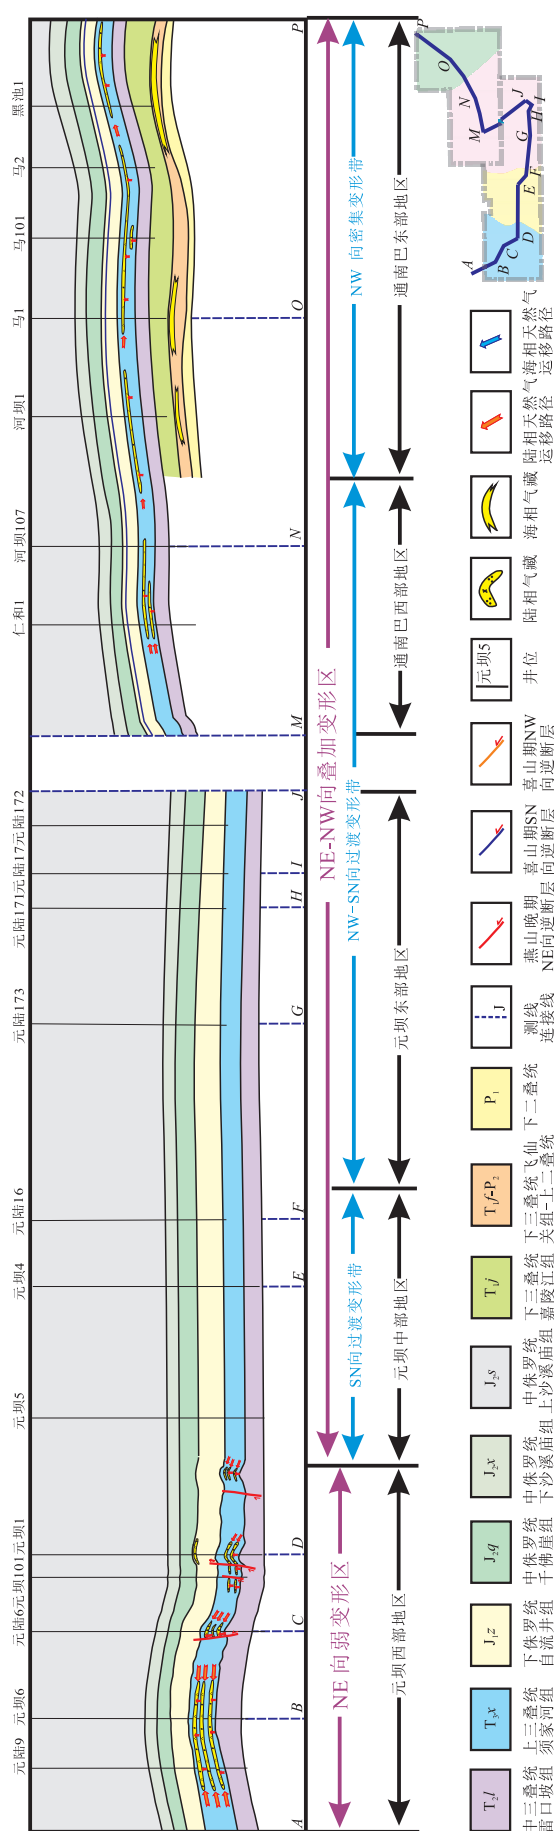 元陆9
元坝6
元陆6
元坝101
元坝1
元坝5
元坝4
元陆16
元陆173
元陆171
元陆17
元陆172
仁和1
河坝107
河坝1
马1
马101
马2
黑池1
A
B
C
D
E
F
G
H
I
J
M
N
O
P
NE 向弱变形区
NE-NW向叠加变形区
SN向过渡变形带
NW-SN向过渡变形带
NW 向密集变形带
元坝西部地区
元坝中部地区
元坝东部地区
通南巴西部地区
通南巴东部地区
A
B
C
D
E
F
G
H
I
J
M
N
O
P
T₂l
中三叠统
雷口坡组
T₃x
上三叠统
须家河组
J₁z
下侏罗统
自流井组
J₂q
中侏罗统
千佛崖组
J₂x
中侏罗统
下沙溪庙组
J₂s
中侏罗统
上沙溪庙组
T₁j
下三叠统
嘉陵江组
T₁f-P₂
下三叠统飞仙
关组-上二叠统
P₁
下二叠统
J
测线
连接线
燕山晚期
NE向逆断层
喜山期SN
向逆断层
喜山期NW
向逆断层
元坝5
井位
陆相气藏
海相气藏
陆相天然气
运移路径
海相天然气
运移路径